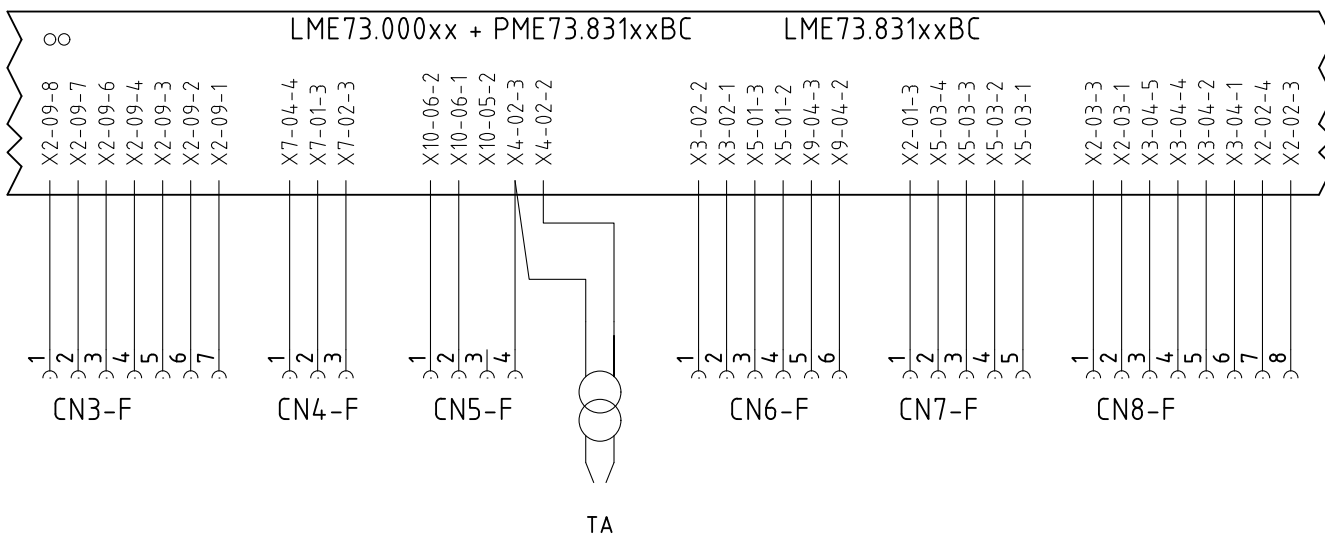 LME73.000xx + PME73.831xxBC LME73.831xxBC
X2-09-8
X2-09-7
X2-09-6
X2-09-4
X2-09-3
X2-09-2
X2-09-1
X7-04-4
X7-01-3
X7-02-3
X10-06-2
X10-06-1
X10-05-2
X4-02-3
X4-02-2
X3-02-2
X3-02-1
X5-01-3
X5-01-2
X9-04-3
X9-04-2
X2-01-3
X5-03-4
X5-03-3
X5-03-2
X5-03-1
X2-03-3
X2-03-1
X3-04-5
X3-04-4
X3-04-2
X3-04-1
X2-02-4
X2-02-3
1 2 3 4 5 6 7
1 2 3
1 2 3 4
1 2 3 4 5 6
1 2 3 4 5
1 2 3 4 5 6 7 8
CN3-F CN4-F CN5-F CN6-F CN7-F CN8-F
TA